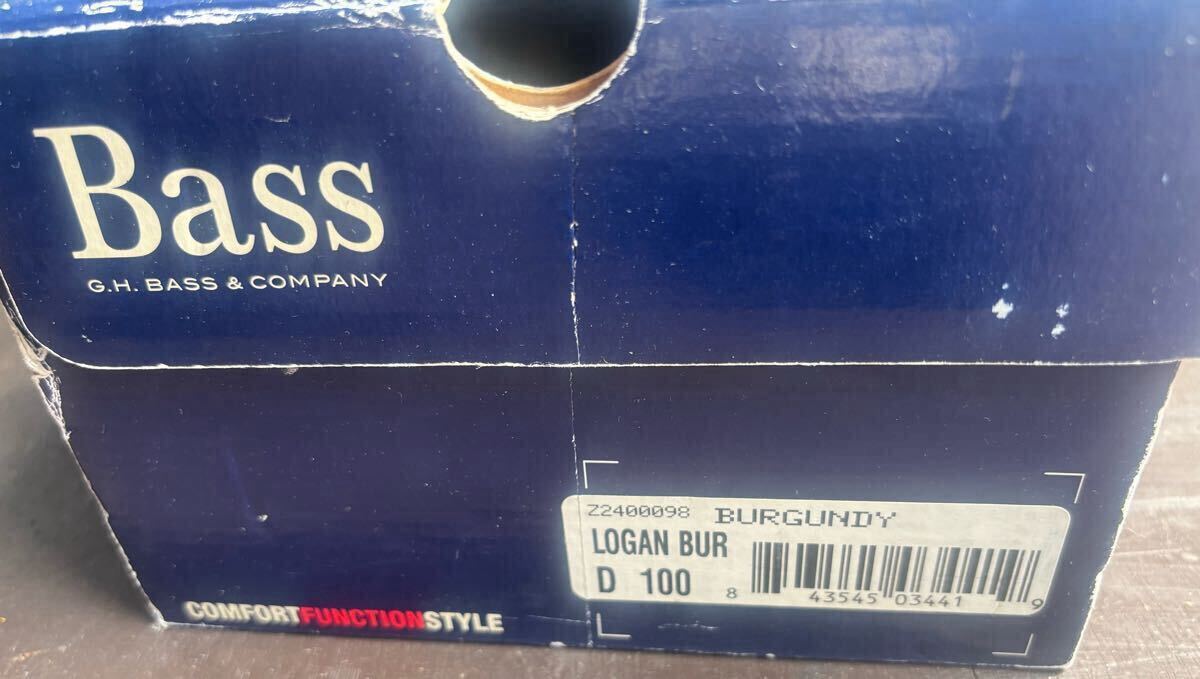 Bass
G.H. BASS & COMPANY
Z2400098 BURGUNDY
LOGAN BUR
D 100
8 43545 03441 9
COMFORTFUNCTIONSTYLE